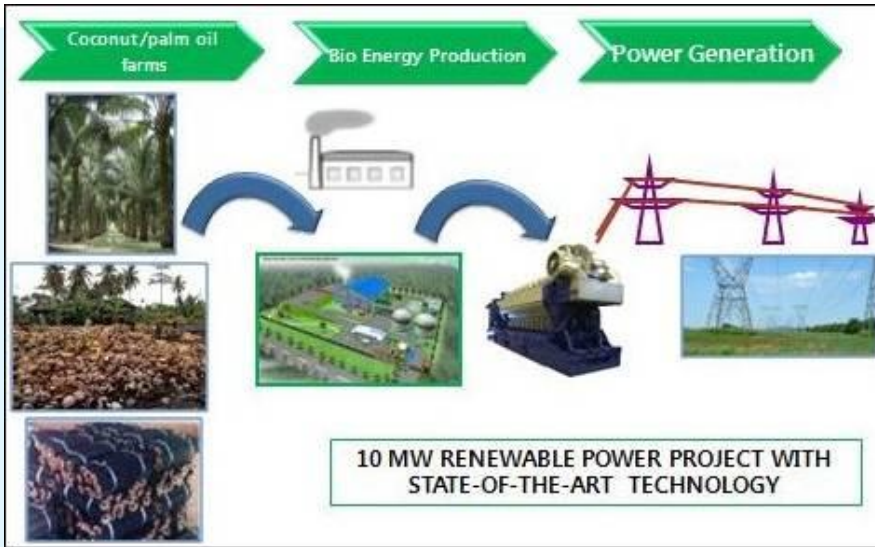 Coconut/palm oil
farms
Bio Energy Production
Power Generation
10 MW RENEWABLE POWER PROJECT WITH
STATE-OF-THE-ART TECHNOLOGY